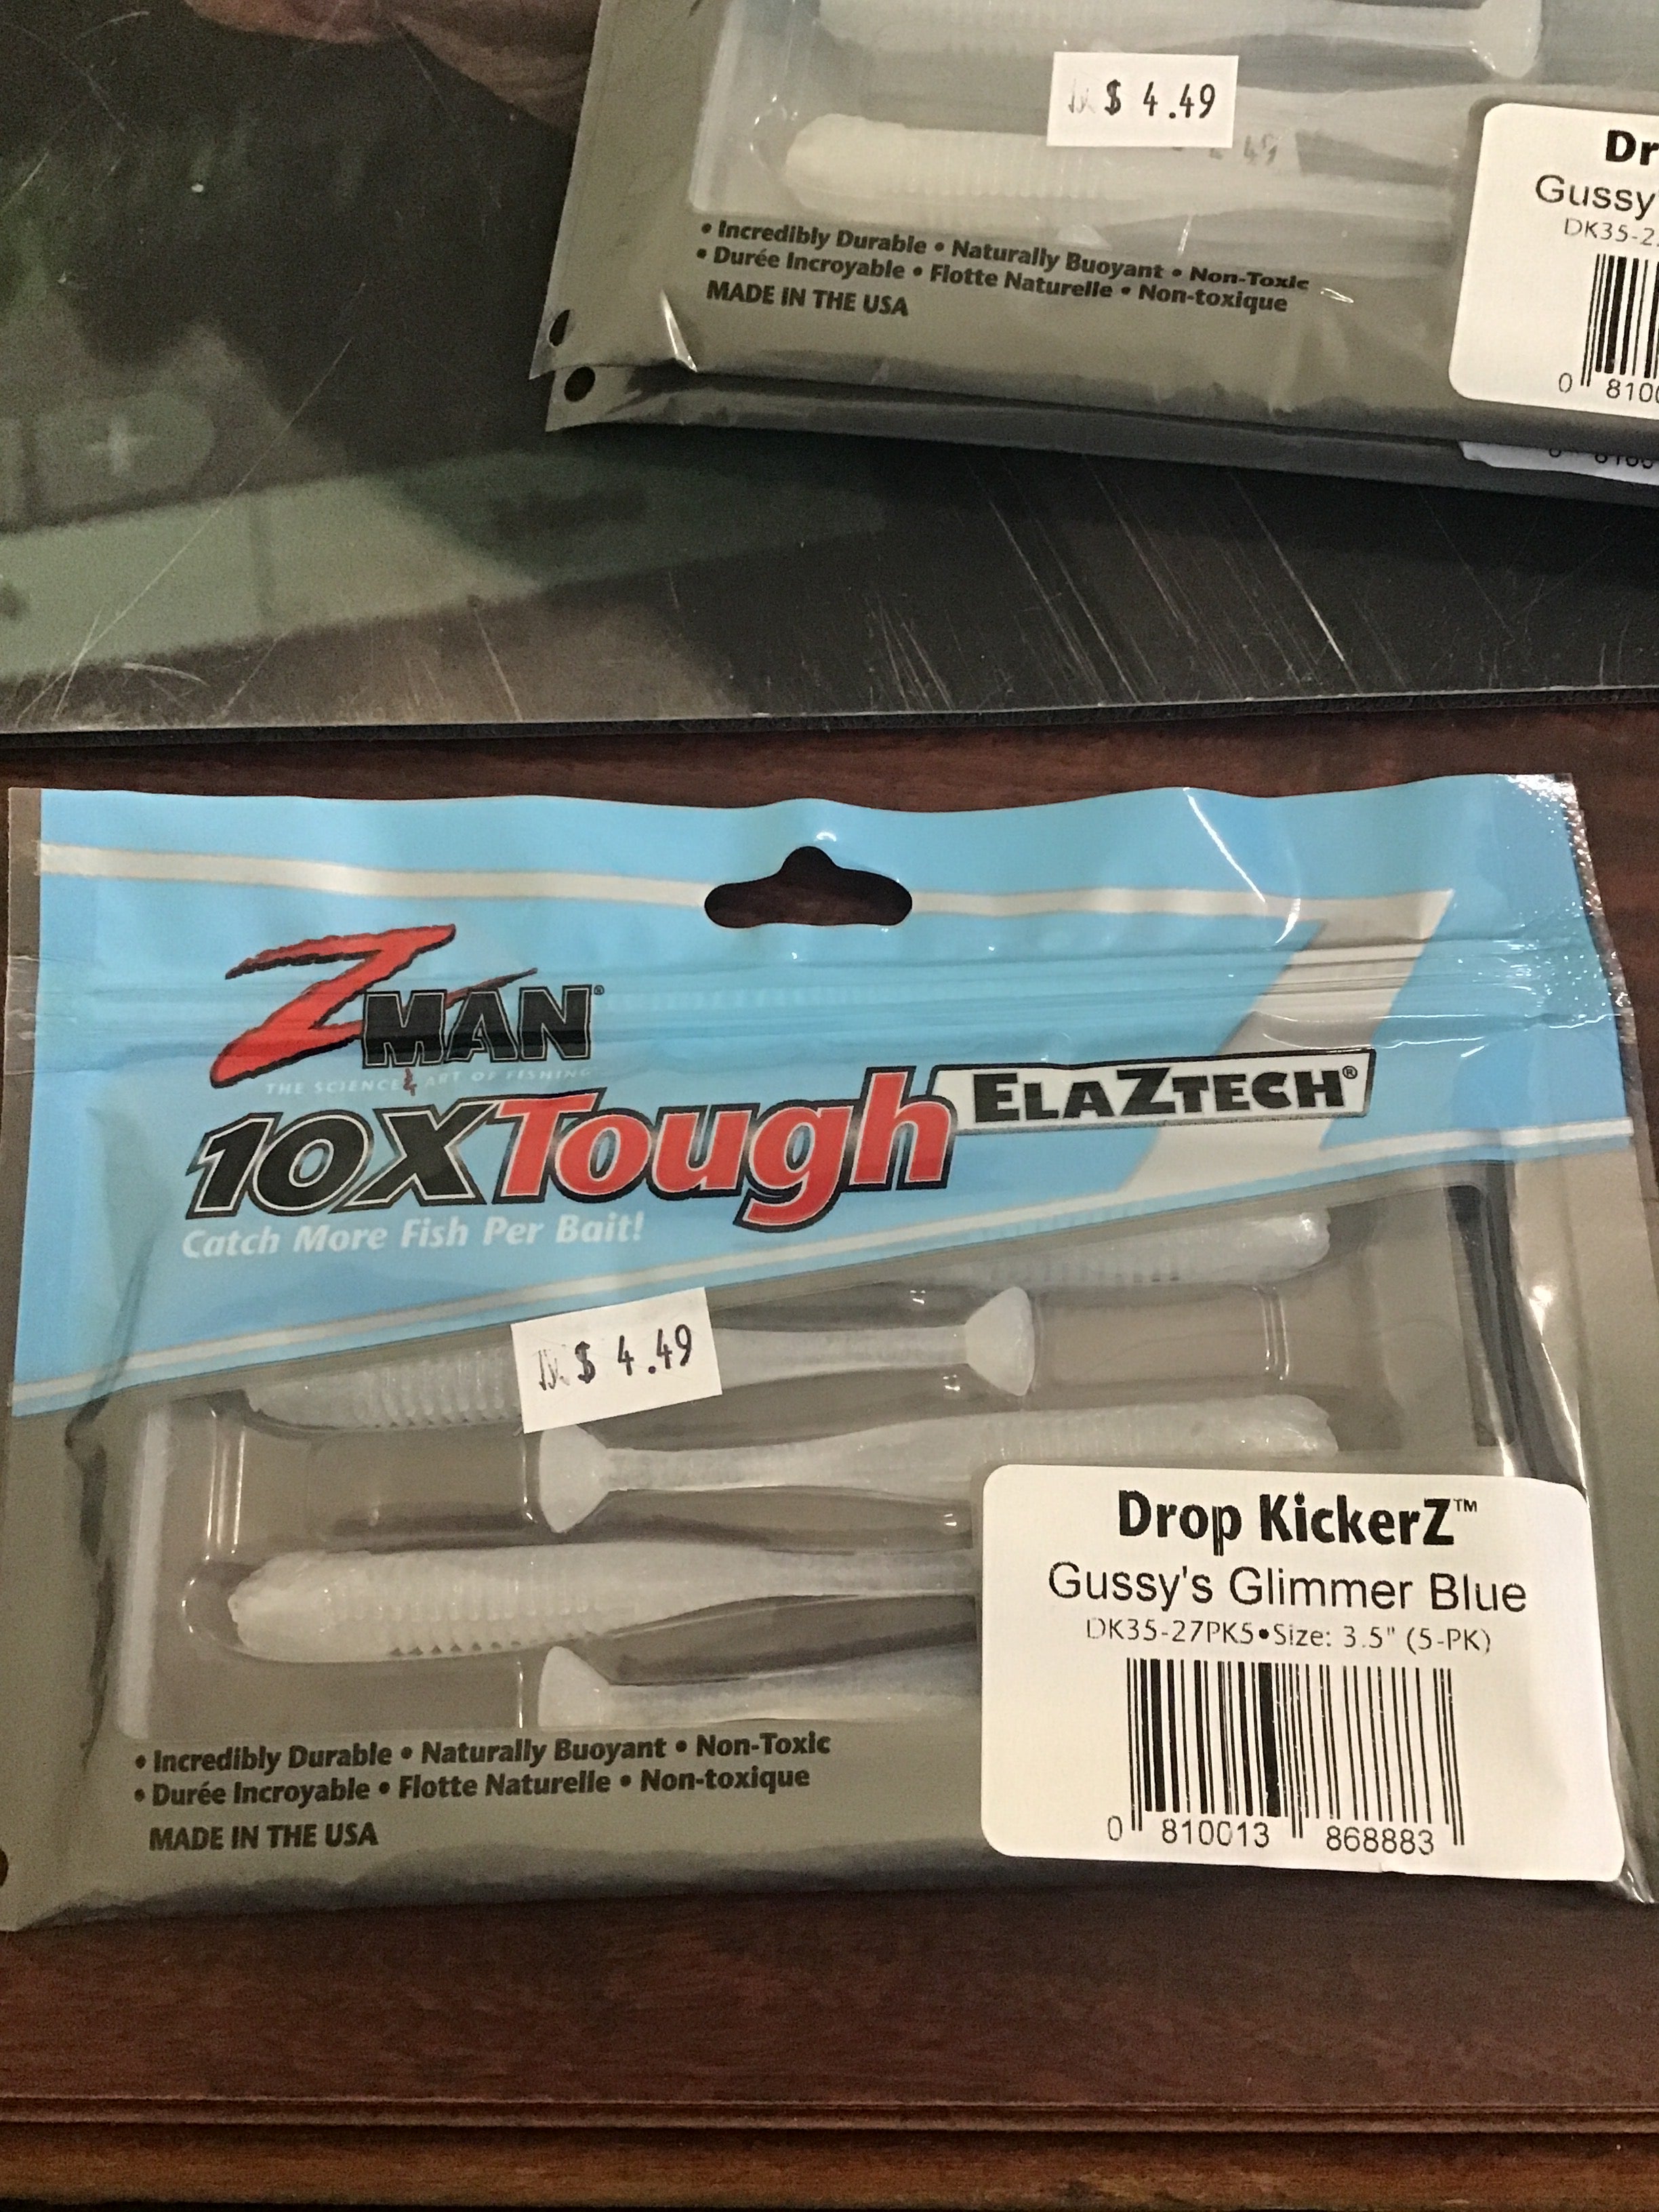 $ 4.49
• Incredibly Durable • Naturally Buoyant • Non-Toxic
• Durée Incroyable • Flotte Naturelle • Non-toxique
MADE IN THE USA
Gussy'
DK35-2
0 810
ZMAN®
THE SCIENCE & ART OF FISHING
10X Tough ELAZTECH®
Catch More Fish Per Bait!
$ 4.49
Drop KickerZ™
Gussy's Glimmer Blue
DK35-27PK5•Size: 3.5" (5-PK)
0 810013 868883
• Incredibly Durable • Naturally Buoyant • Non-Toxic
• Durée Incroyable • Flotte Naturelle • Non-toxique
MADE IN THE USA